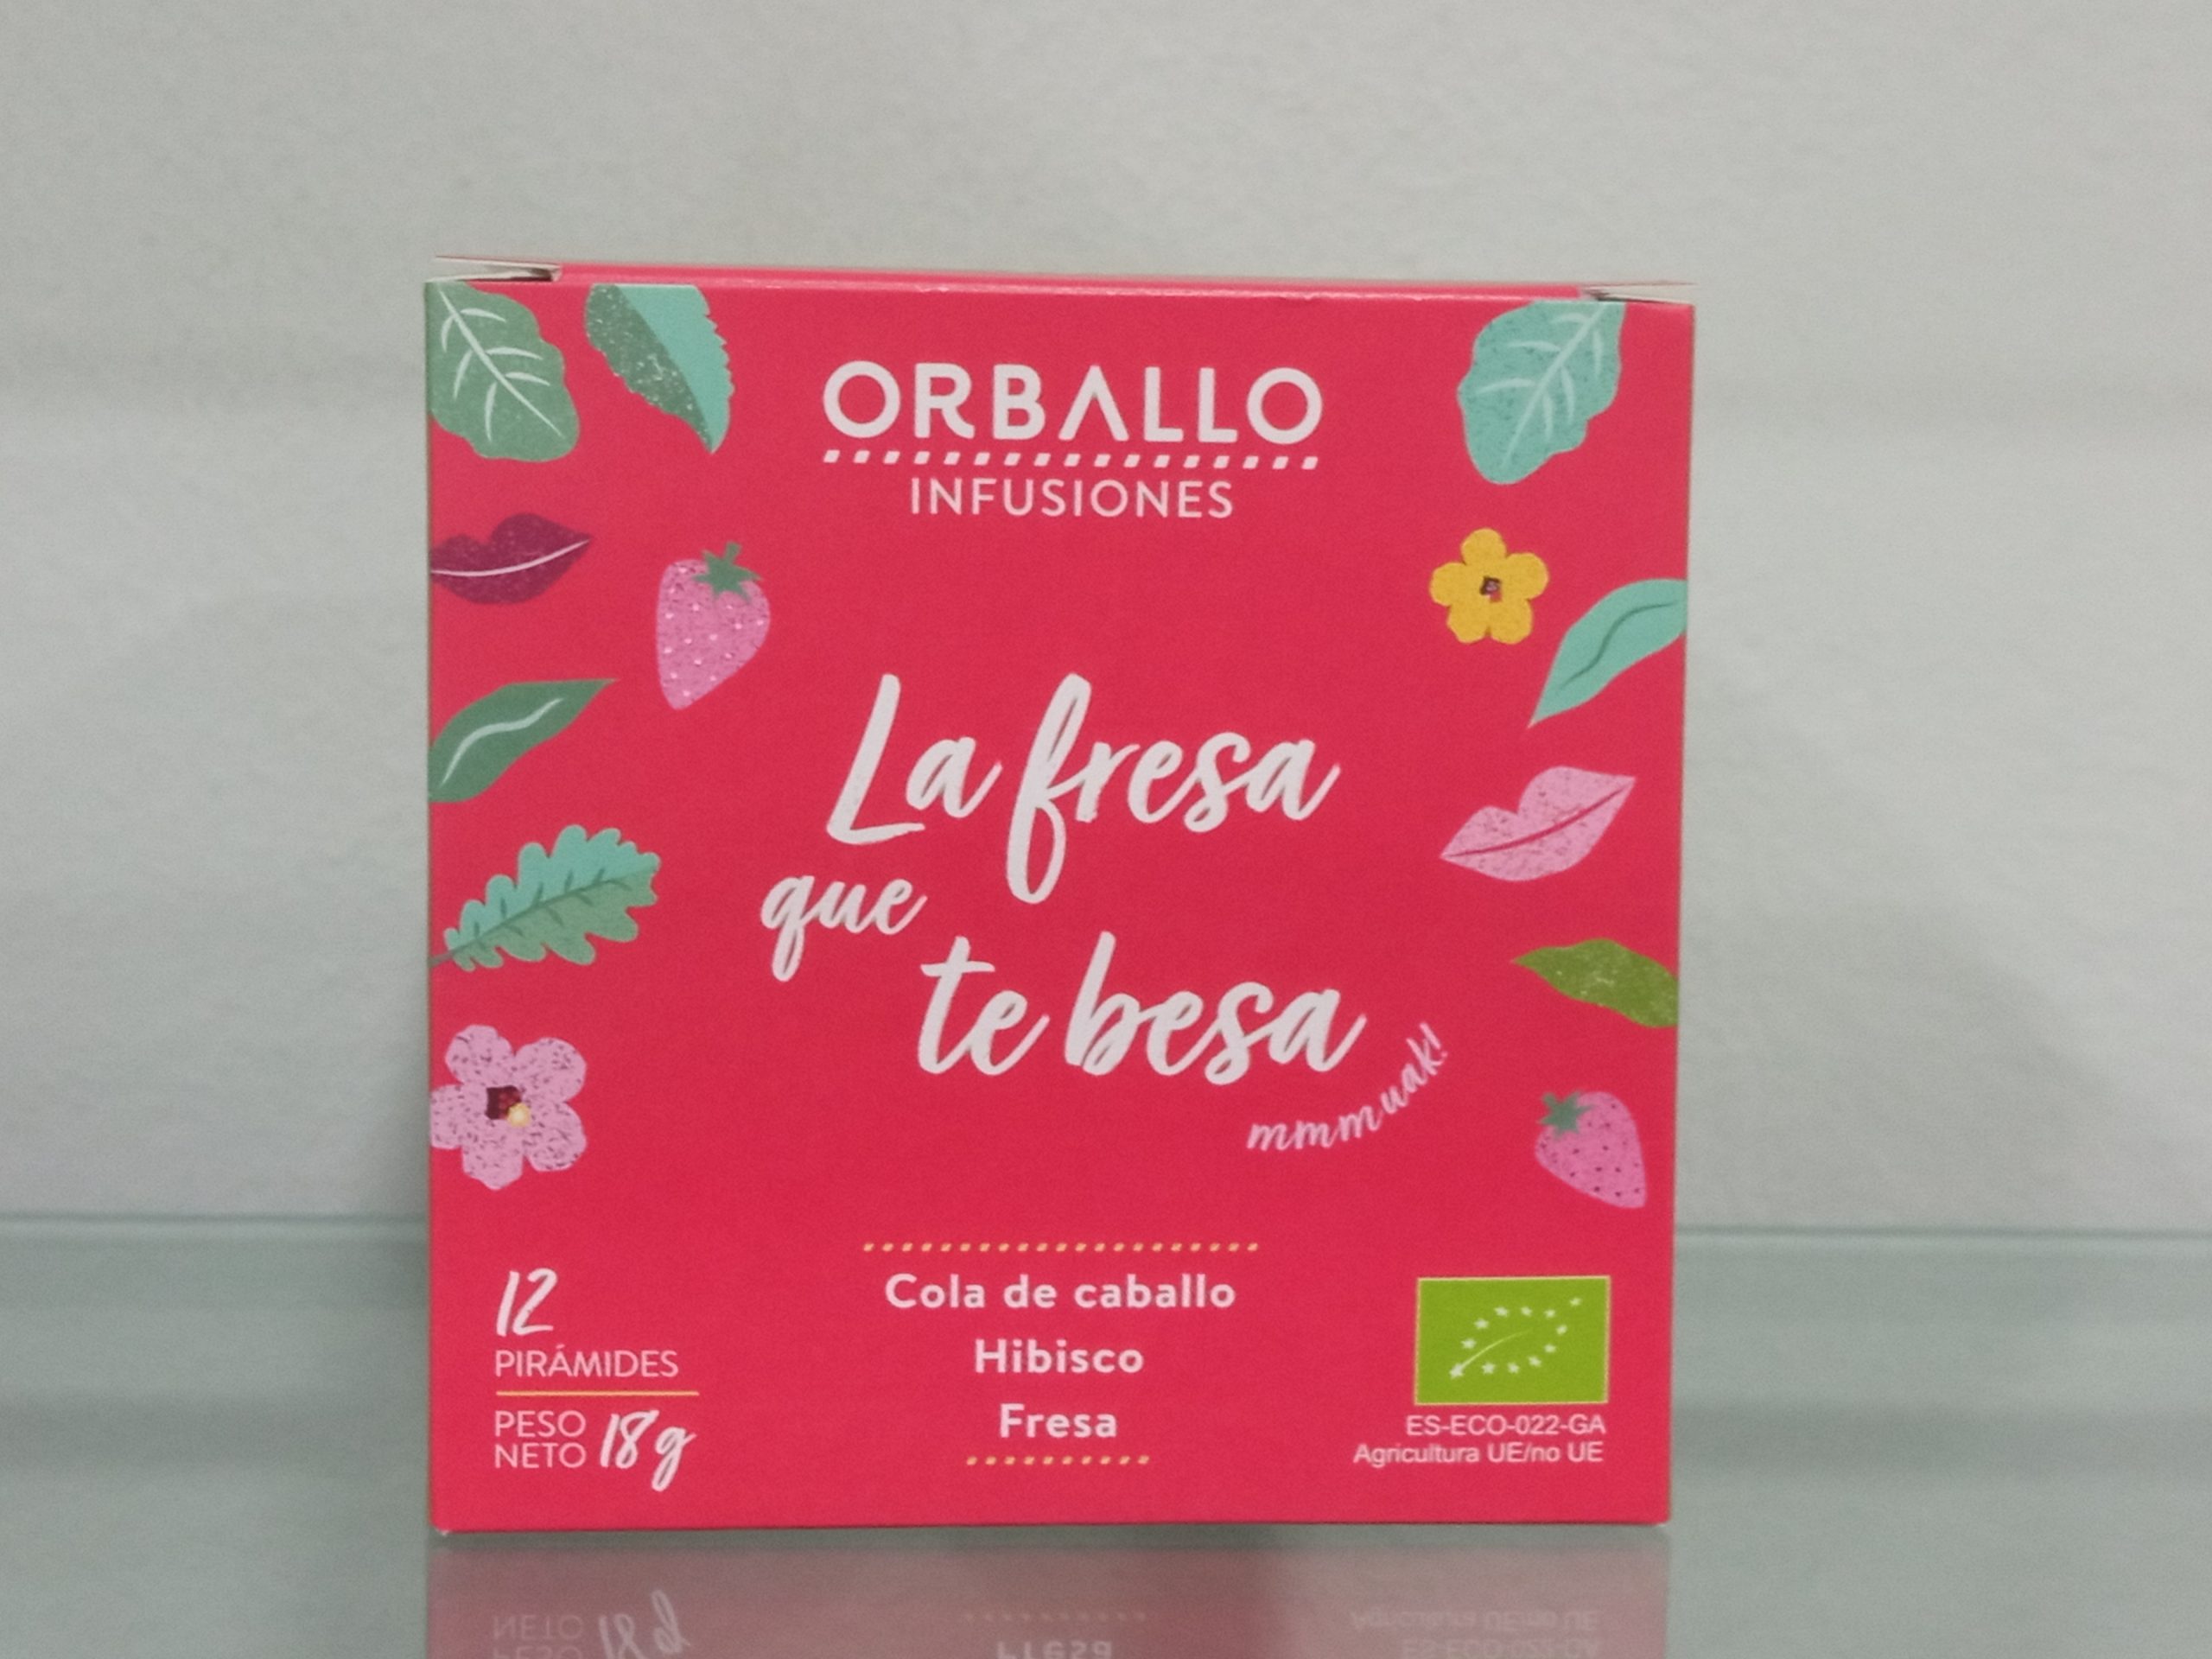 ORBALLO
INFUSIONES
La fresa
que
te besa
mmmuak!
12
PIRÁMIDES
PESO
NETO 18g
Cola de caballo
Hibisco
Fresa
ES-ECO-022-GA
Agricultura UE/no UE